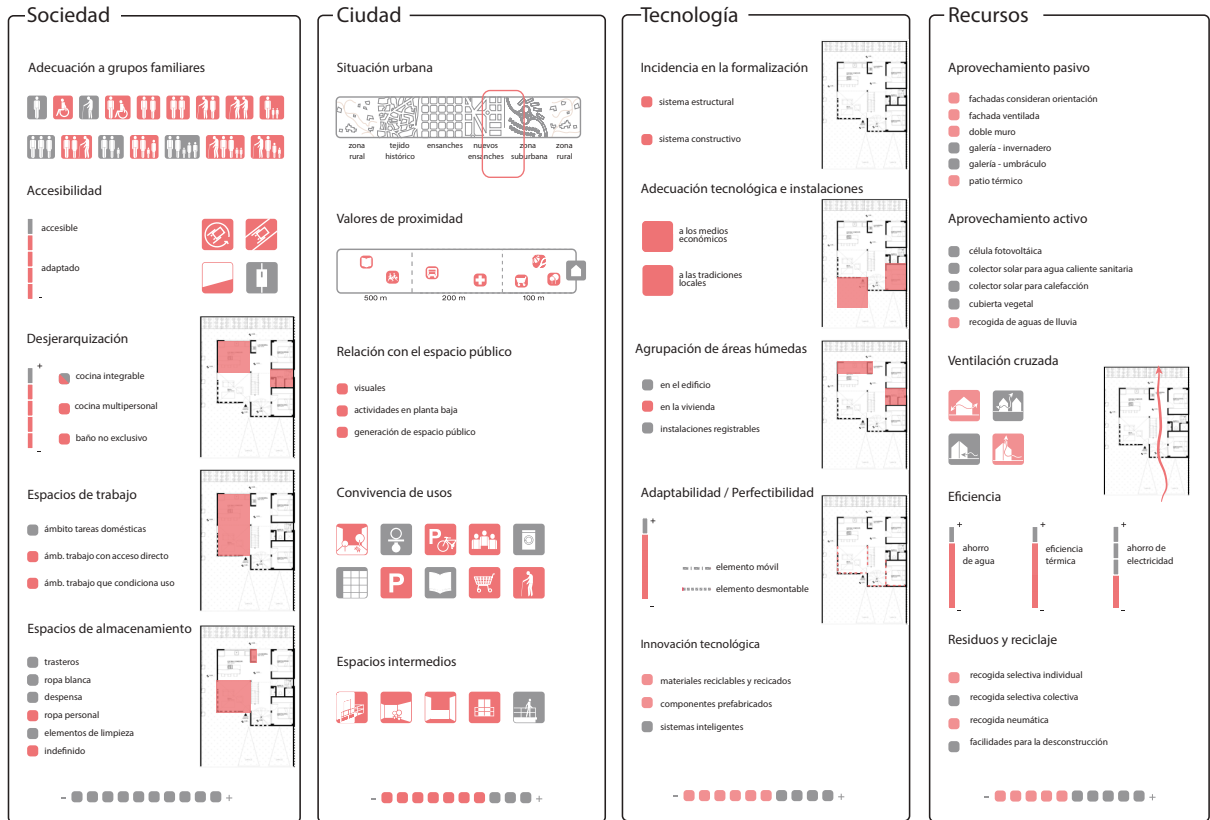 Sociedad
Adecuación a grupos familiares
Accesibilidad
accesible
adaptado
-
Desjerarquización
+
cocina integrable
cocina multipersonal
baño no exclusivo
-
Espacios de trabajo
ámbito tareas domésticas
ámb. trabajo con acceso directo
ámb. trabajo que condiciona uso
Espacios de almacenamiento
trasteros
ropa blanca
despensa
ropa personal
elementos de limpieza
indefinido
- +
Ciudad
Situación urbana
zona
rural
tejido
histórico
ensanches
nuevos
ensanches
zona
suburbana
zona
rural
Valores de proximidad
500 m
200 m
100 m
Relación con el espacio público
visuales
actividades en planta baja
generación de espacio público
Convivencia de usos
P
P
Espacios intermedios
- +
Tecnología
Incidencia en la formalización
sistema estructural
sistema constructivo
Adecuación tecnológica e instalaciones
a los medios
económicos
a las tradiciones
locales
Agrupación de áreas húmedas
en el edificio
en la vivienda
instalaciones registrables
Adaptabilidad / Perfectibilidad
+
elemento móvil
elemento desmontable
-
Innovación tecnológica
materiales reciclables y recicados
componentes prefabricados
sistemas inteligentes
- +
Recursos
Aprovechamiento pasivo
fachadas consideran orientación
fachada ventilada
doble muro
galería - invernadero
galería - umbráculo
patio térmico
Aprovechamiento activo
célula fotovoltáica
colector solar para agua caliente sanitaria
colector solar para calefacción
cubierta vegetal
recogida de aguas de lluvia
Ventilación cruzada
Eficiencia
+
ahorro
de agua
-
+
eficiencia
térmica
-
+
ahorro de
electricidad
-
Residuos y reciclaje
recogida selectiva individual
recogida selectiva colectiva
recogida neumática
facilidades para la desconstrucción
- +